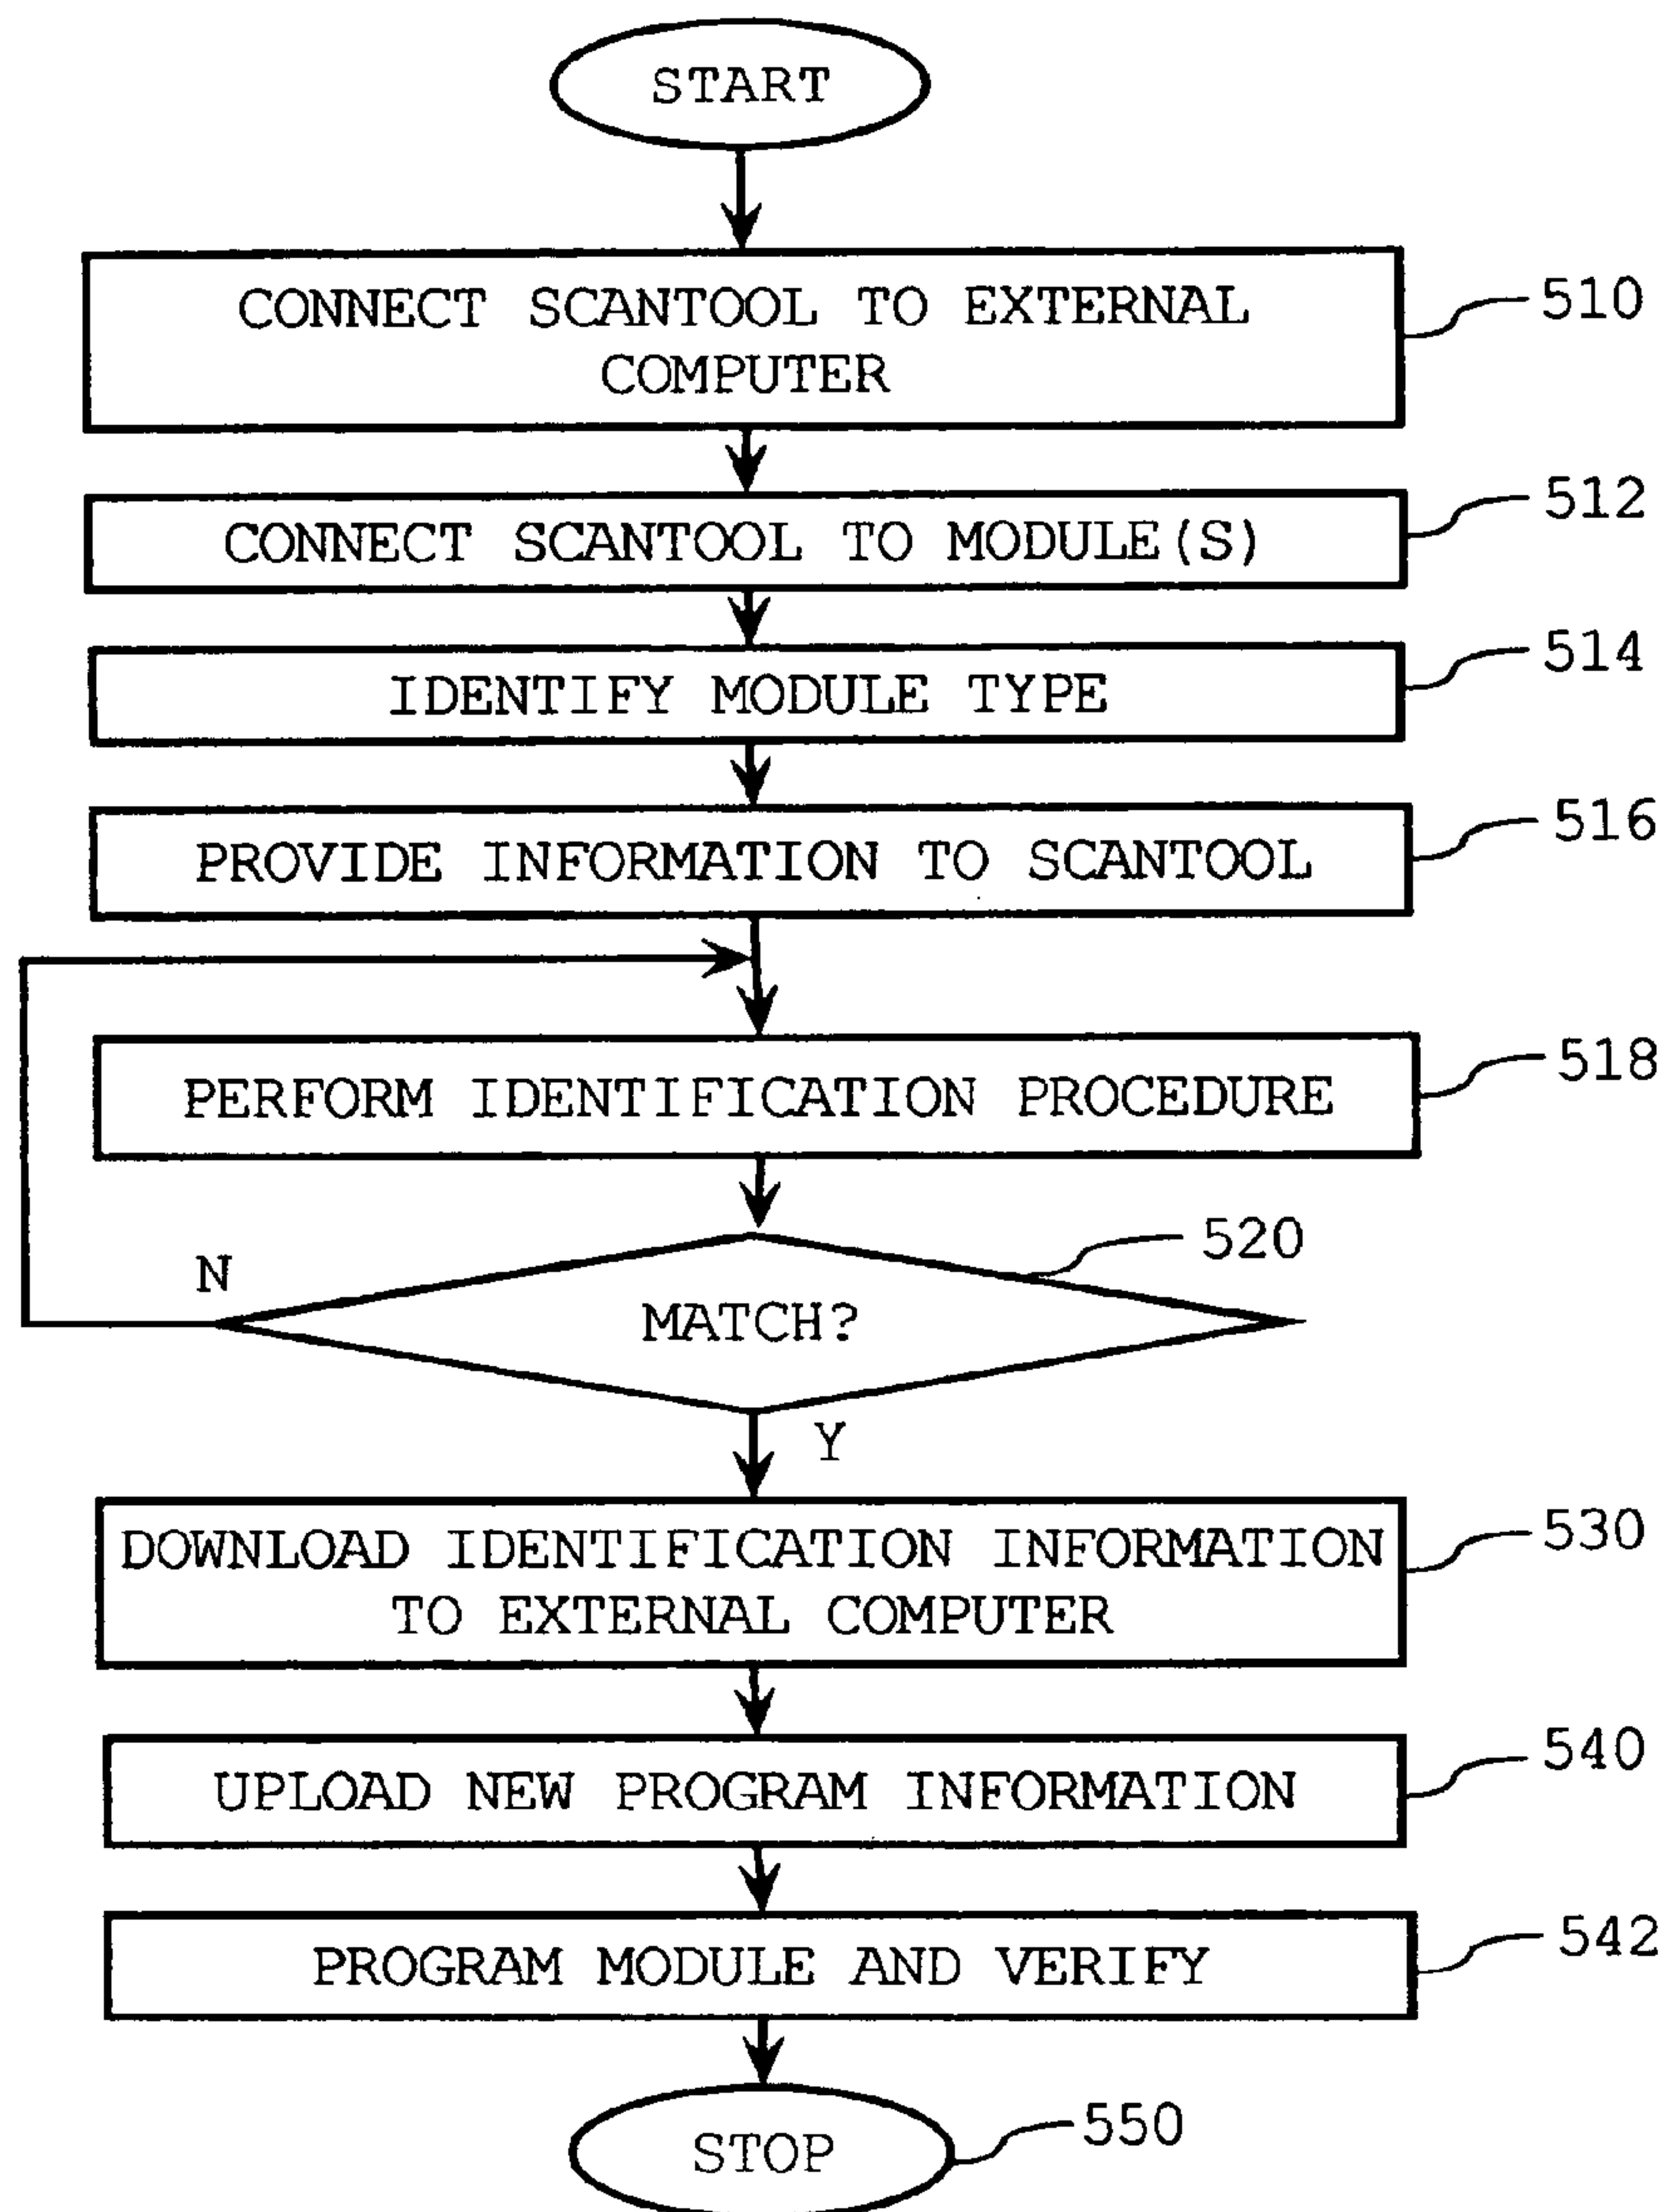 START
CONNECT SCANTOOL TO EXTERNAL
COMPUTER
510
CONNECT SCANTOOL TO MODULE(S)
512
IDENTIFY MODULE TYPE
514
PROVIDE INFORMATION TO SCANTOOL
516
PERFORM IDENTIFICATION PROCEDURE
518
520
N
MATCH?
Y
DOWNLOAD IDENTIFICATION INFORMATION
TO EXTERNAL COMPUTER
530
UPLOAD NEW PROGRAM INFORMATION
540
PROGRAM MODULE AND VERIFY
542
STOP
550